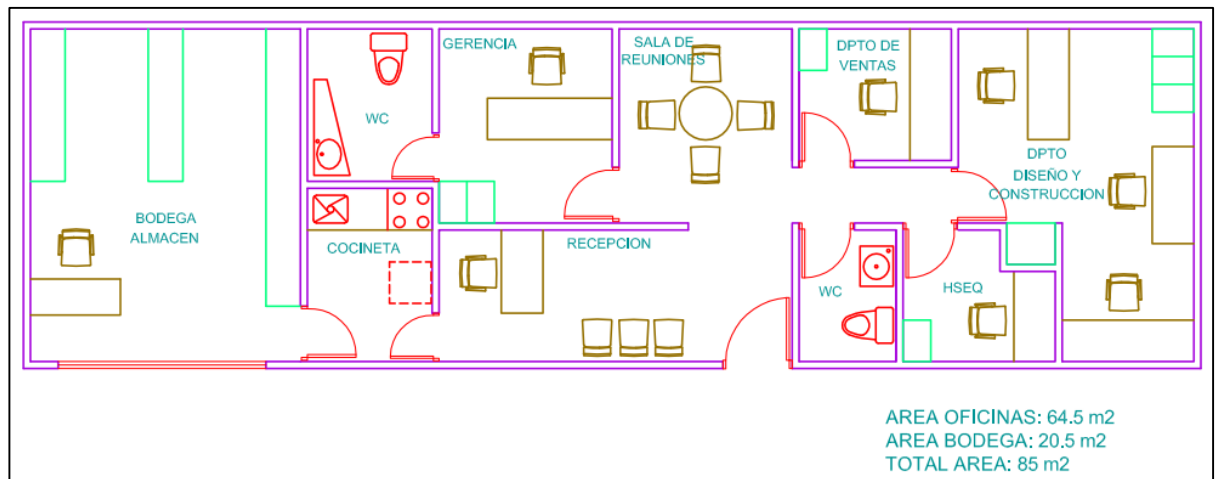 GERENCIA
SALA DE
REUNIONES
DPTO DE
VENTAS
WC
DPTO
DISEÑO Y
CONSTRUCCION
BODEGA
ALMACEN
COCINETA
RECEPCION
WC
HSEQ
AREA OFICINAS: 64.5 m2
AREA BODEGA: 20.5 m2
TOTAL AREA: 85 m2